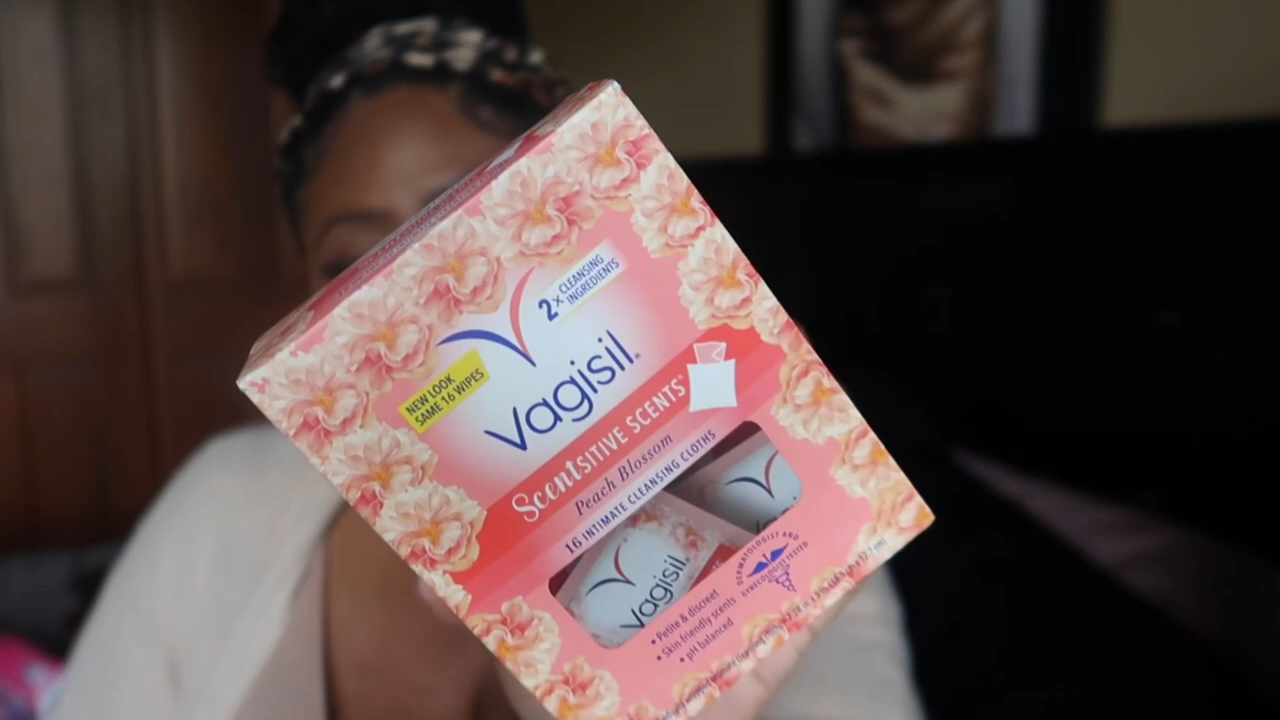 2x CLEANSING
INGREDIENTS
NEW LOOK
SAME 16 WIPES
Vagisil®
ScentSITIVE SCENTS®
Peach Blossom
16 INTIMATE CLEANSING CLOTHS
Vagisil®
DERMATOLOGIST AND
GYNECOLOGIST TESTED
• Petite & discreet
• Skin friendly scents
• pH balanced